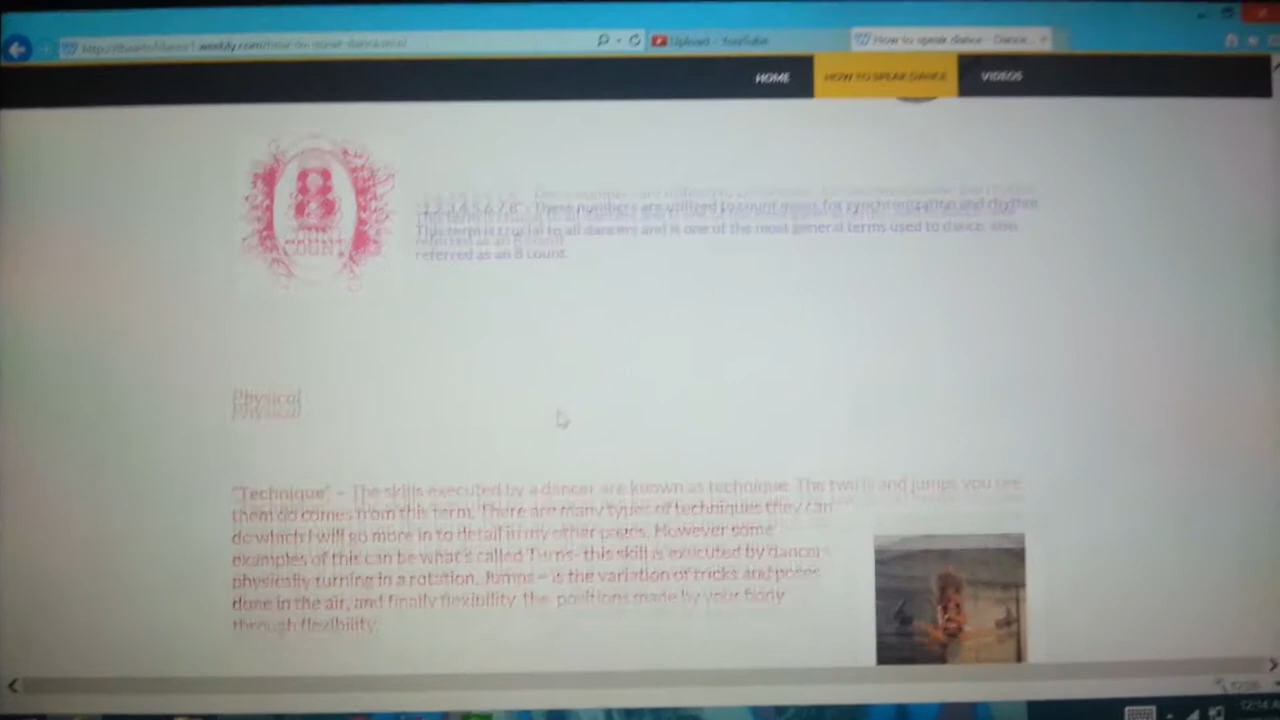 Upload - YouTube
How to speak dance - Dance...
HOME
HOW TO SPEAK DANCE
VIDEOS
8
COUNT
"1,2,3,4,5,6,7,8" - These numbers are utilized to count music for synchronization and rhythm
This term is crucial to all dancers and is one of the most general terms used to dance, also
referred as an 8 count.
Physical
"Technique" – The skills executed by a dancer are known as technique. The twirls and jumps you see
them do comes from this term. There are many types of techniques they can
do which I will go more in to detail in my other pages. However some
examples of this can be what's called Turns- this skill is executed by dancers
physically turning in a rotation. Jumps – is the variation of tricks and poses
done in the air, and finally flexibility the positions made by your body
through flexibility.